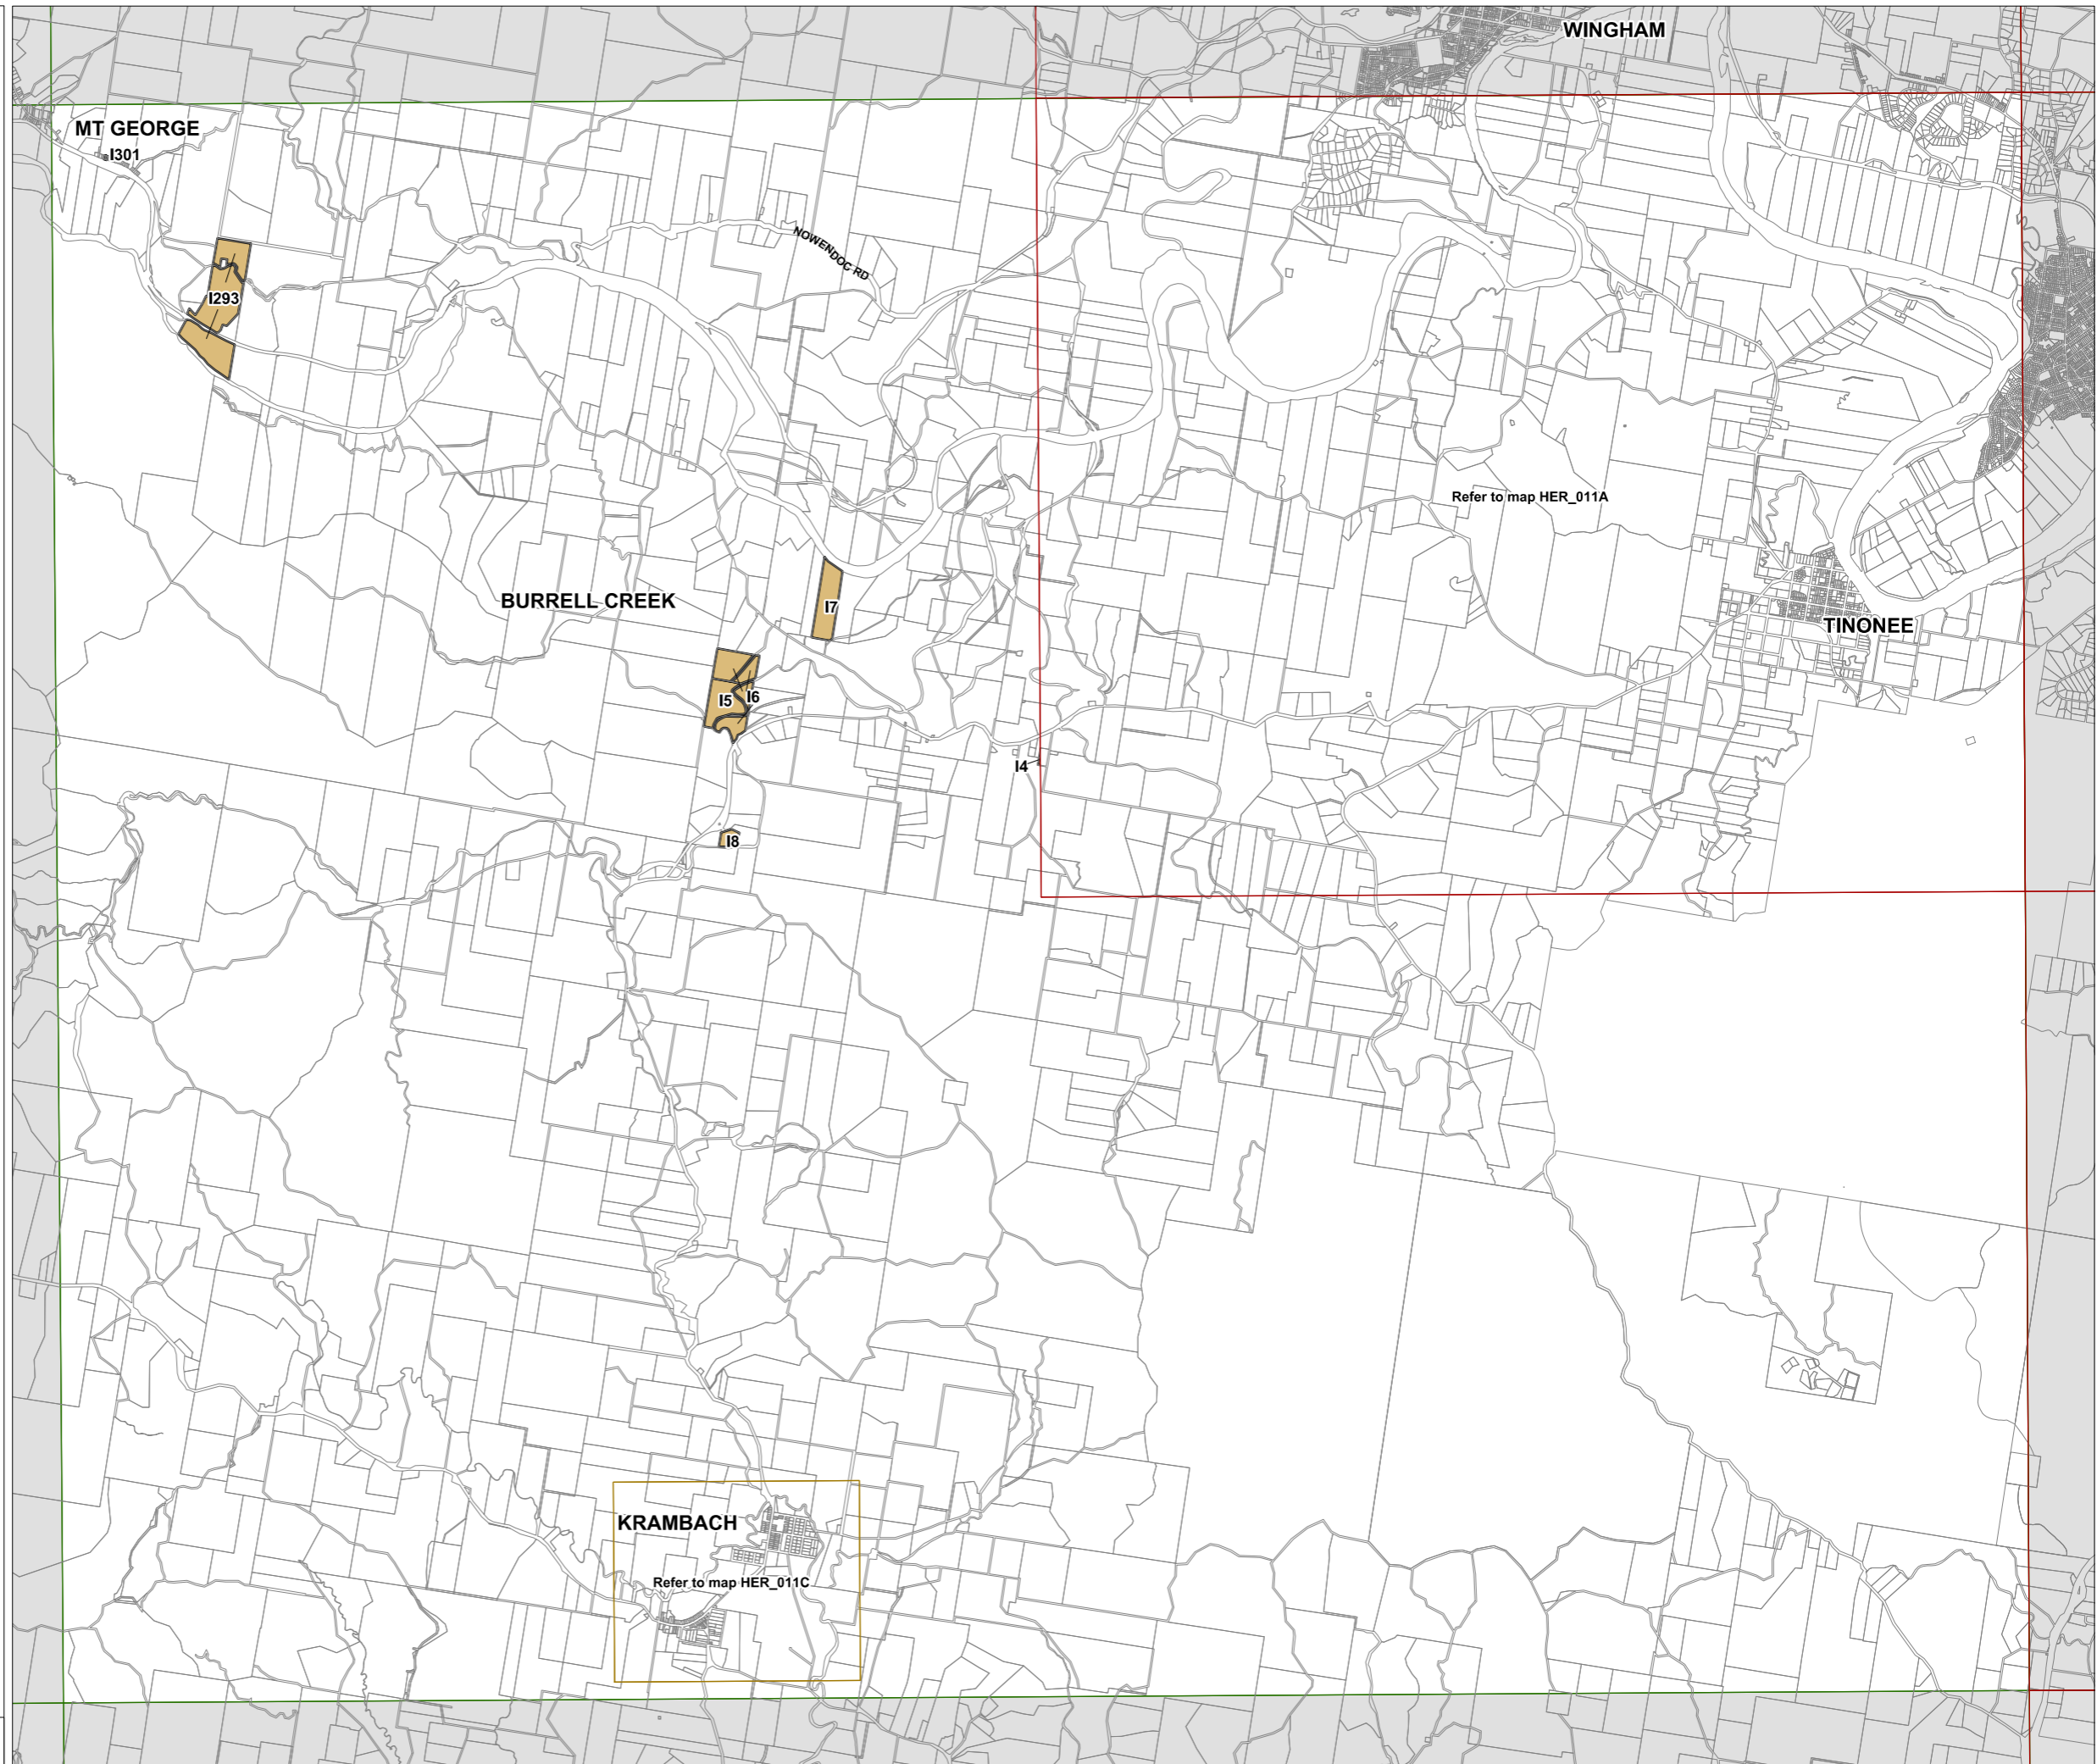 WINGHAM
MT GEORGE
I301
NOWENDOC RD
I293
Refer to map HER_011A
BURRELL CREEK
I7
TINONEE
I5
I6
I4
I8
KRAMBACH
Refer to map HER_011C